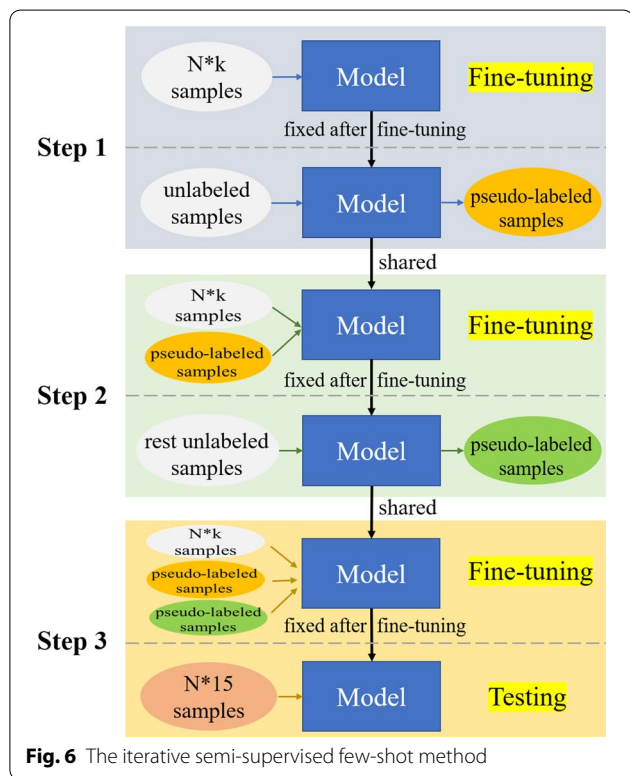 N*k
samples
Model
Fine-tuning
fixed after fine-tuning
Step 1
unlabeled
samples
Model
pseudo-labeled
samples
shared
N*k
samples
pseudo-labeled
samples
Model
Fine-tuning
fixed after fine-tuning
Step 2
rest unlabeled
samples
Model
pseudo-labeled
samples
shared
N*k
samples
pseudo-labeled
samples
pseudo-labeled
samples
Model
Fine-tuning
fixed after fine-tuning
Step 3
N*15
samples
Model
Testing
Fig. 6 The iterative semi-supervised few-shot method